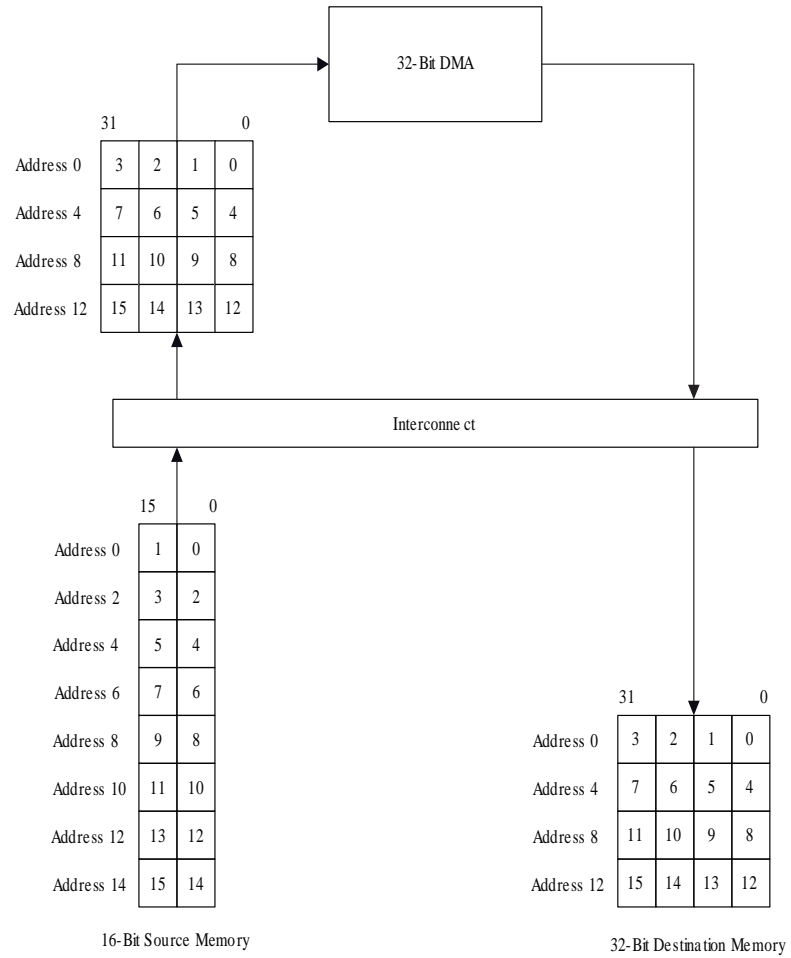 32-Bit DMA
31 0
Address 0 3 2 1 0
Address 4 7 6 5 4
Address 8 11 10 9 8
Address 12 15 14 13 12
Interconne ct
15 0
Address 0 1 0
Address 2 3 2
Address 4 5 4
Address 6 7 6
Address 8 9 8
Address 10 11 10
Address 12 13 12
Address 14 15 14
16-Bit Source Memory
31 0
Address 0 3 2 1 0
Address 4 7 6 5 4
Address 8 11 10 9 8
Address 12 15 14 13 12
32-Bit Destination Memory